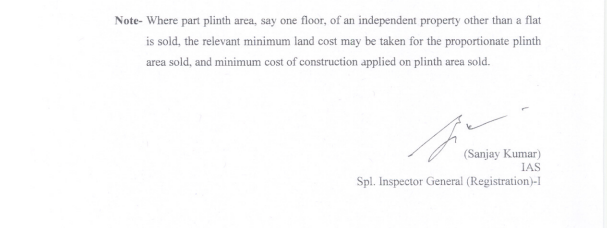 Note- Where part plinth area, say one floor, of an independent property other than a flat
is sold, the relevant minimum land cost may be taken for the proportionate plinth
area sold, and minimum cost of construction applied on plinth area sold.
(Sanjay Kumar)
IAS
Spl. Inspector General (Registration)-I